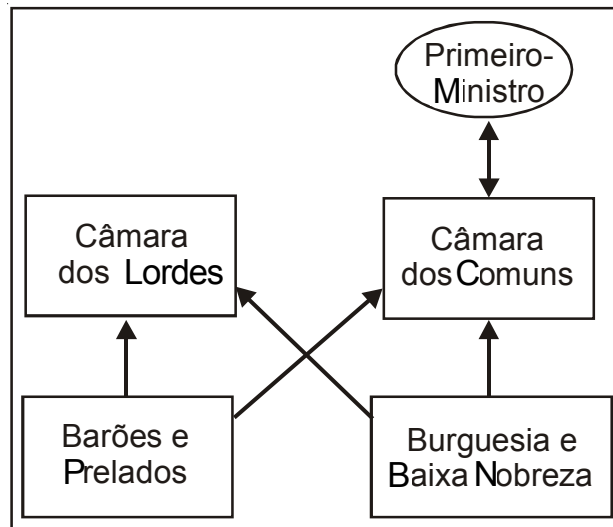 Primeiro-
Ministro
Câmara
dos Lordes
Câmara
dos Comuns
Barões e
Prelados
Burguesia e
Baixa Nobreza